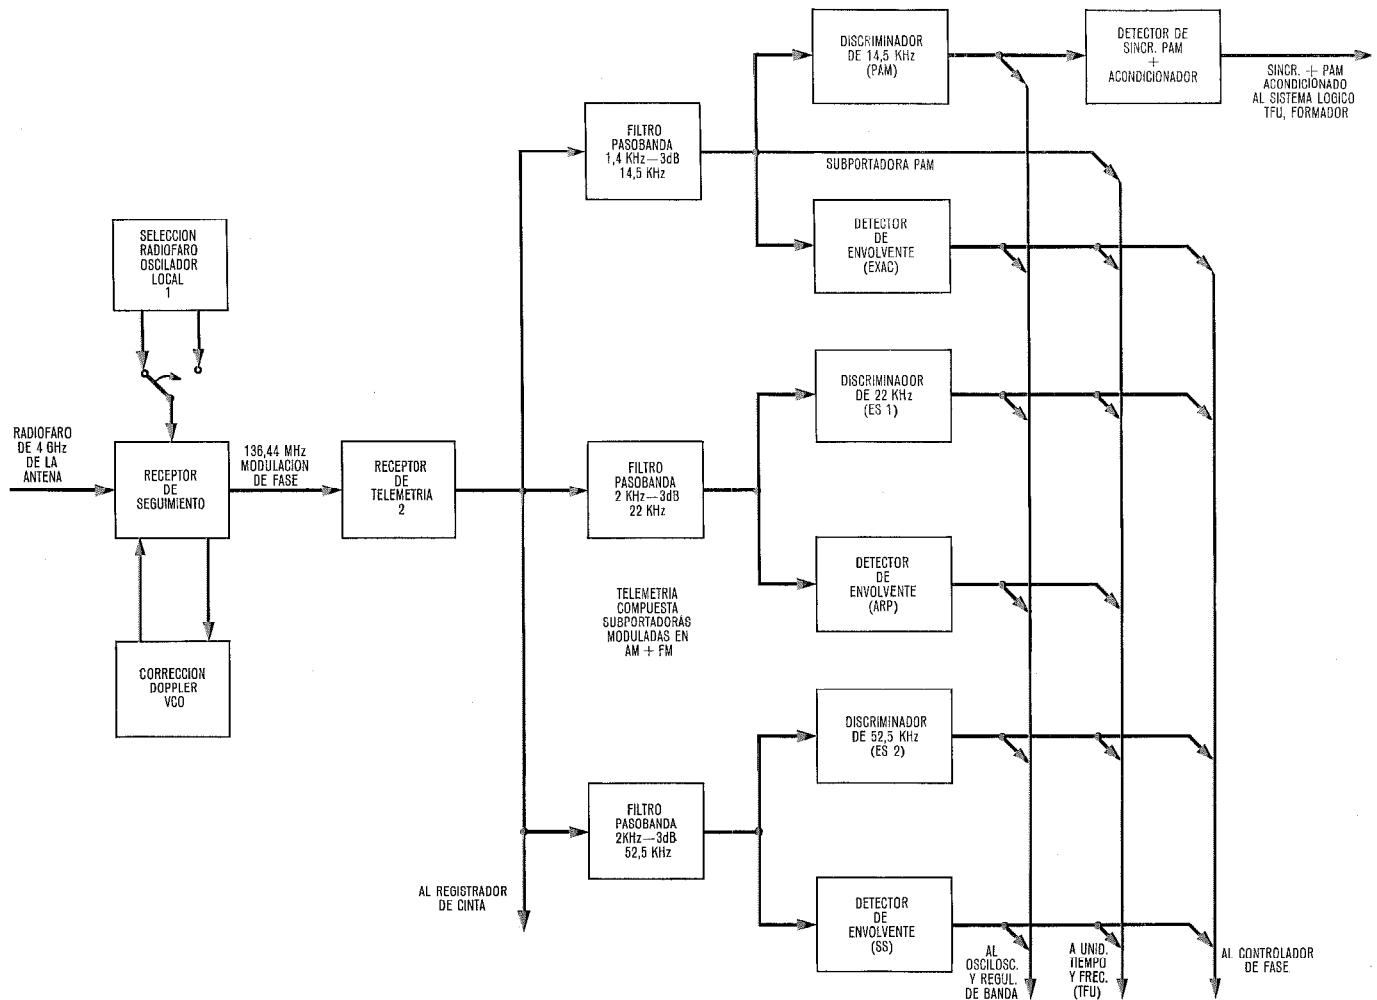 DISCRIMINADOR
DE 14,5 KHz
(PAM)
DETECTOR DE
SINCR. PAM
+
ACONDICIONADOR
SINCR. + PAM
ACONDICIONADO
AL SISTEMA LOGICO
TFU, FORMADOR
FILTRO
PASOBANDA
1,4 KHz—3dB
14,5 KHz
SUBPORTADORA PAM
SELECCION
RADIOFARO
OSCILADOR
LOCAL
1
DETECTOR
DE
ENVOLVENTE
(EXAC)
DISCRIMINADOR
DE 22 KHz
(ES 1)
RADIOFARO
DE 4 GHz
DE LA
ANTENA
RECEPTOR
DE
SEGUIMIENTO
136,44 MHz
MODULACION
DE FASE
RECEPTOR
DE
TELEMETRIA
2
FILTRO
PASOBANDA
2 KHz—3dB
22 KHz
DETECTOR
DE
ENVOLVENTE
(ARP)
TELEMETRIA
COMPUESTA
SUBPORTADORAS
MODULADAS EN
AM + FM
CORRECCION
DOPPLER
VCO
DISCRIMINADOR
DE 52,5 KHz
(ES 2)
FILTRO
PASOBANDA
2KHz—3dB
52,5 KHz
AL REGISTRADOR
DE CINTA
DETECTOR
DE
ENVOLVENTE
(SS)
AL
OSCILOSC.
Y REGUL.
DE BANDA
A UNID.
TIEMPO
Y FREC.
(TFU)
AL CONTROLADOR
DE FASE